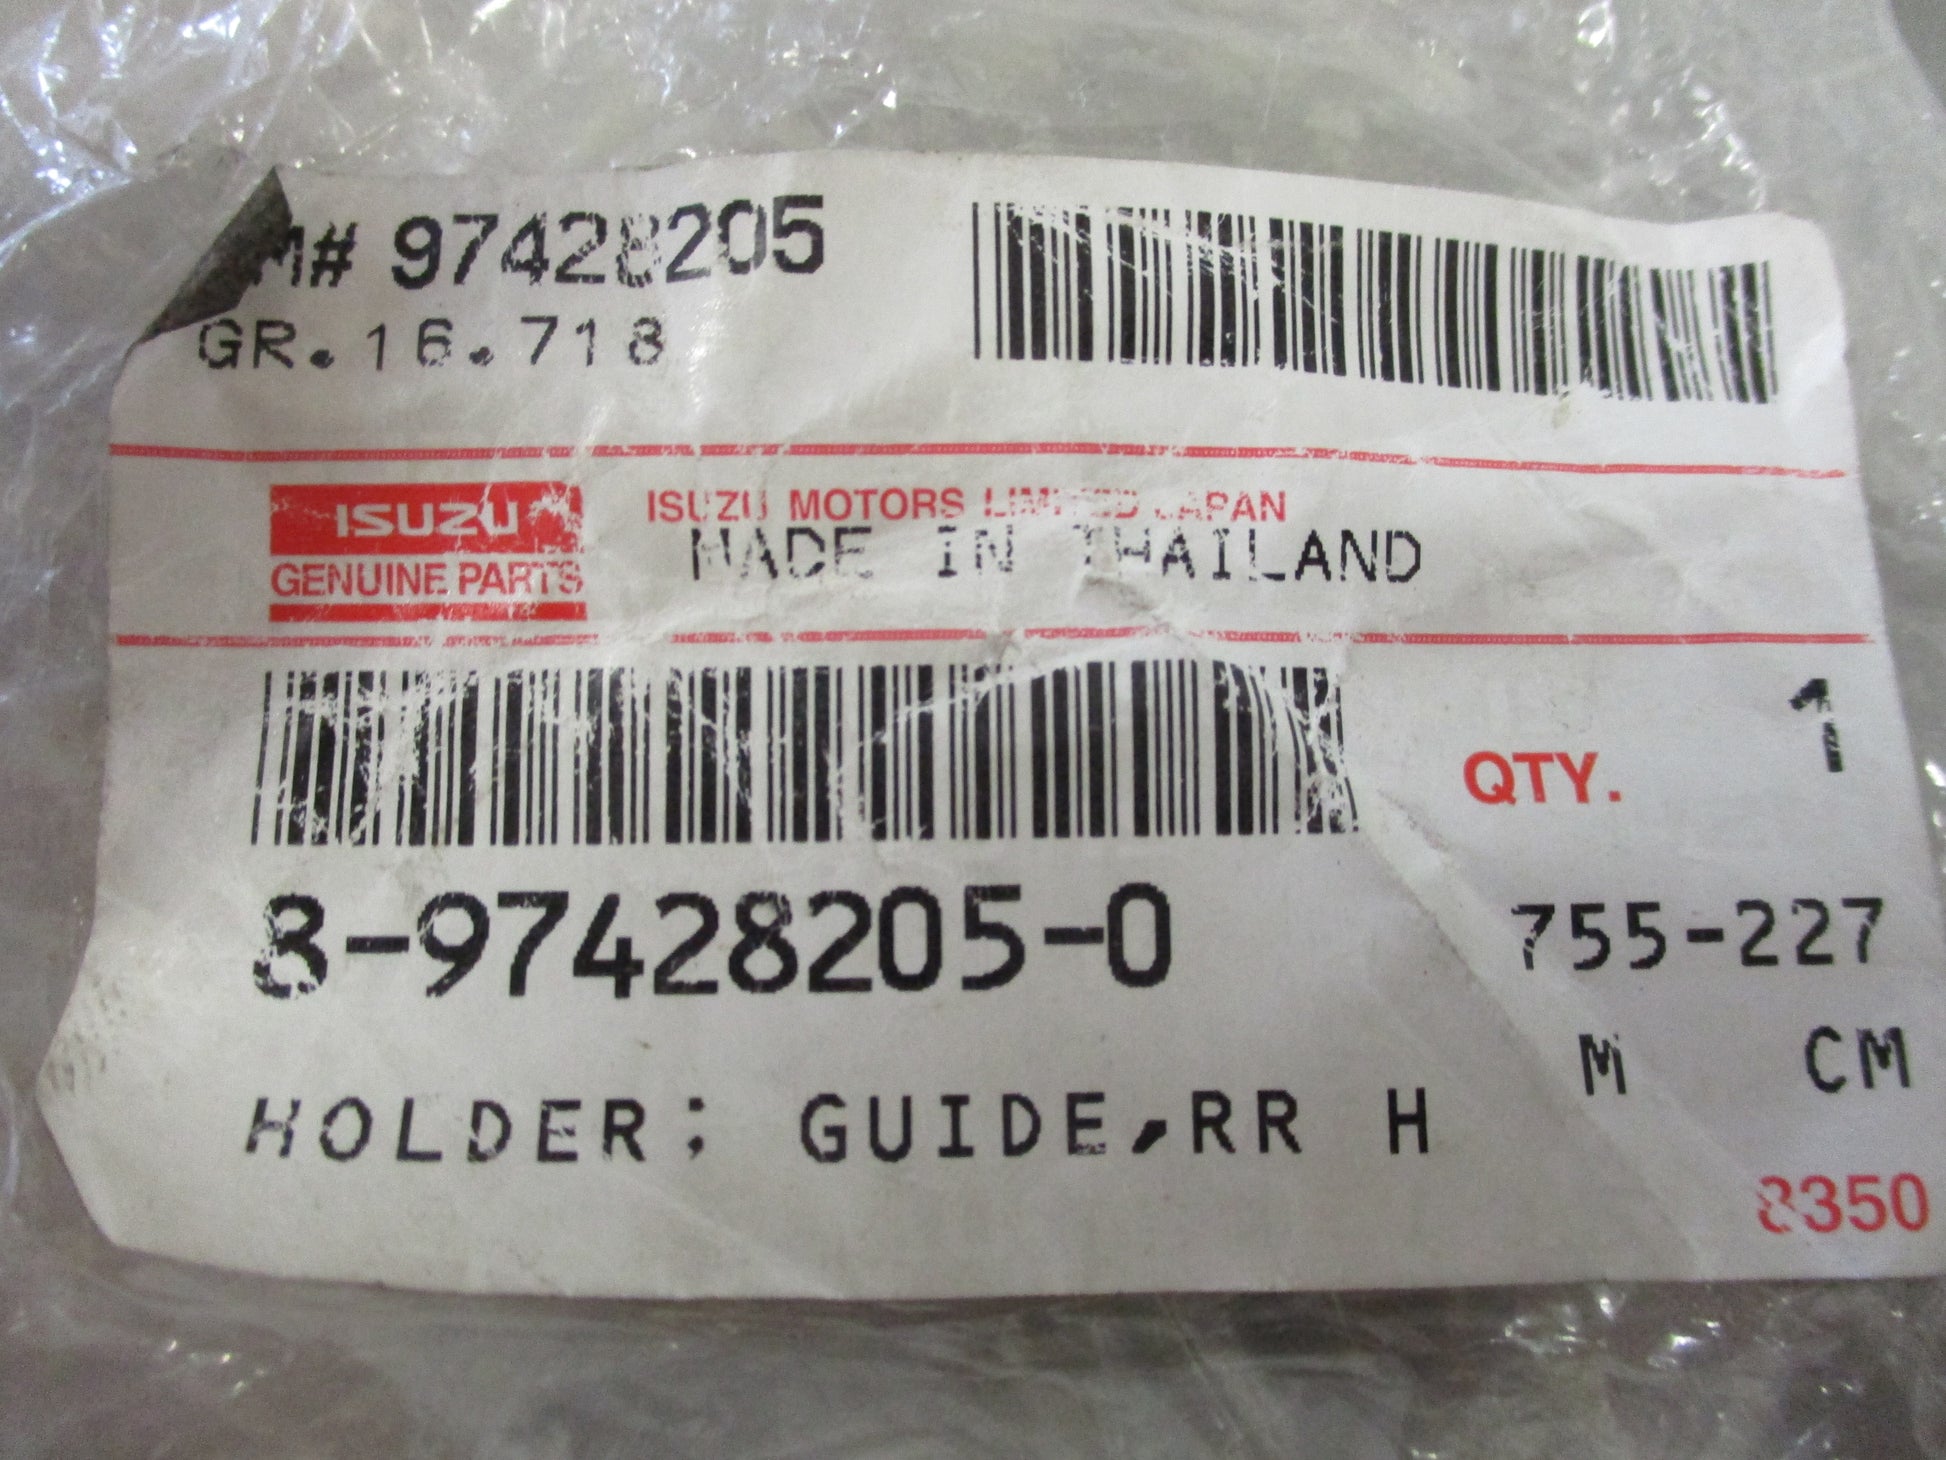 M# 97428205
GR.16.718
ISUZU
GENUINE PARTS
ISUZU MOTORS LIMITED JAPAN
MADE IN THAILAND
QTY. 1
8-97428205-0
755-227
M CM
HOLDER; GUIDE,RR H
8350